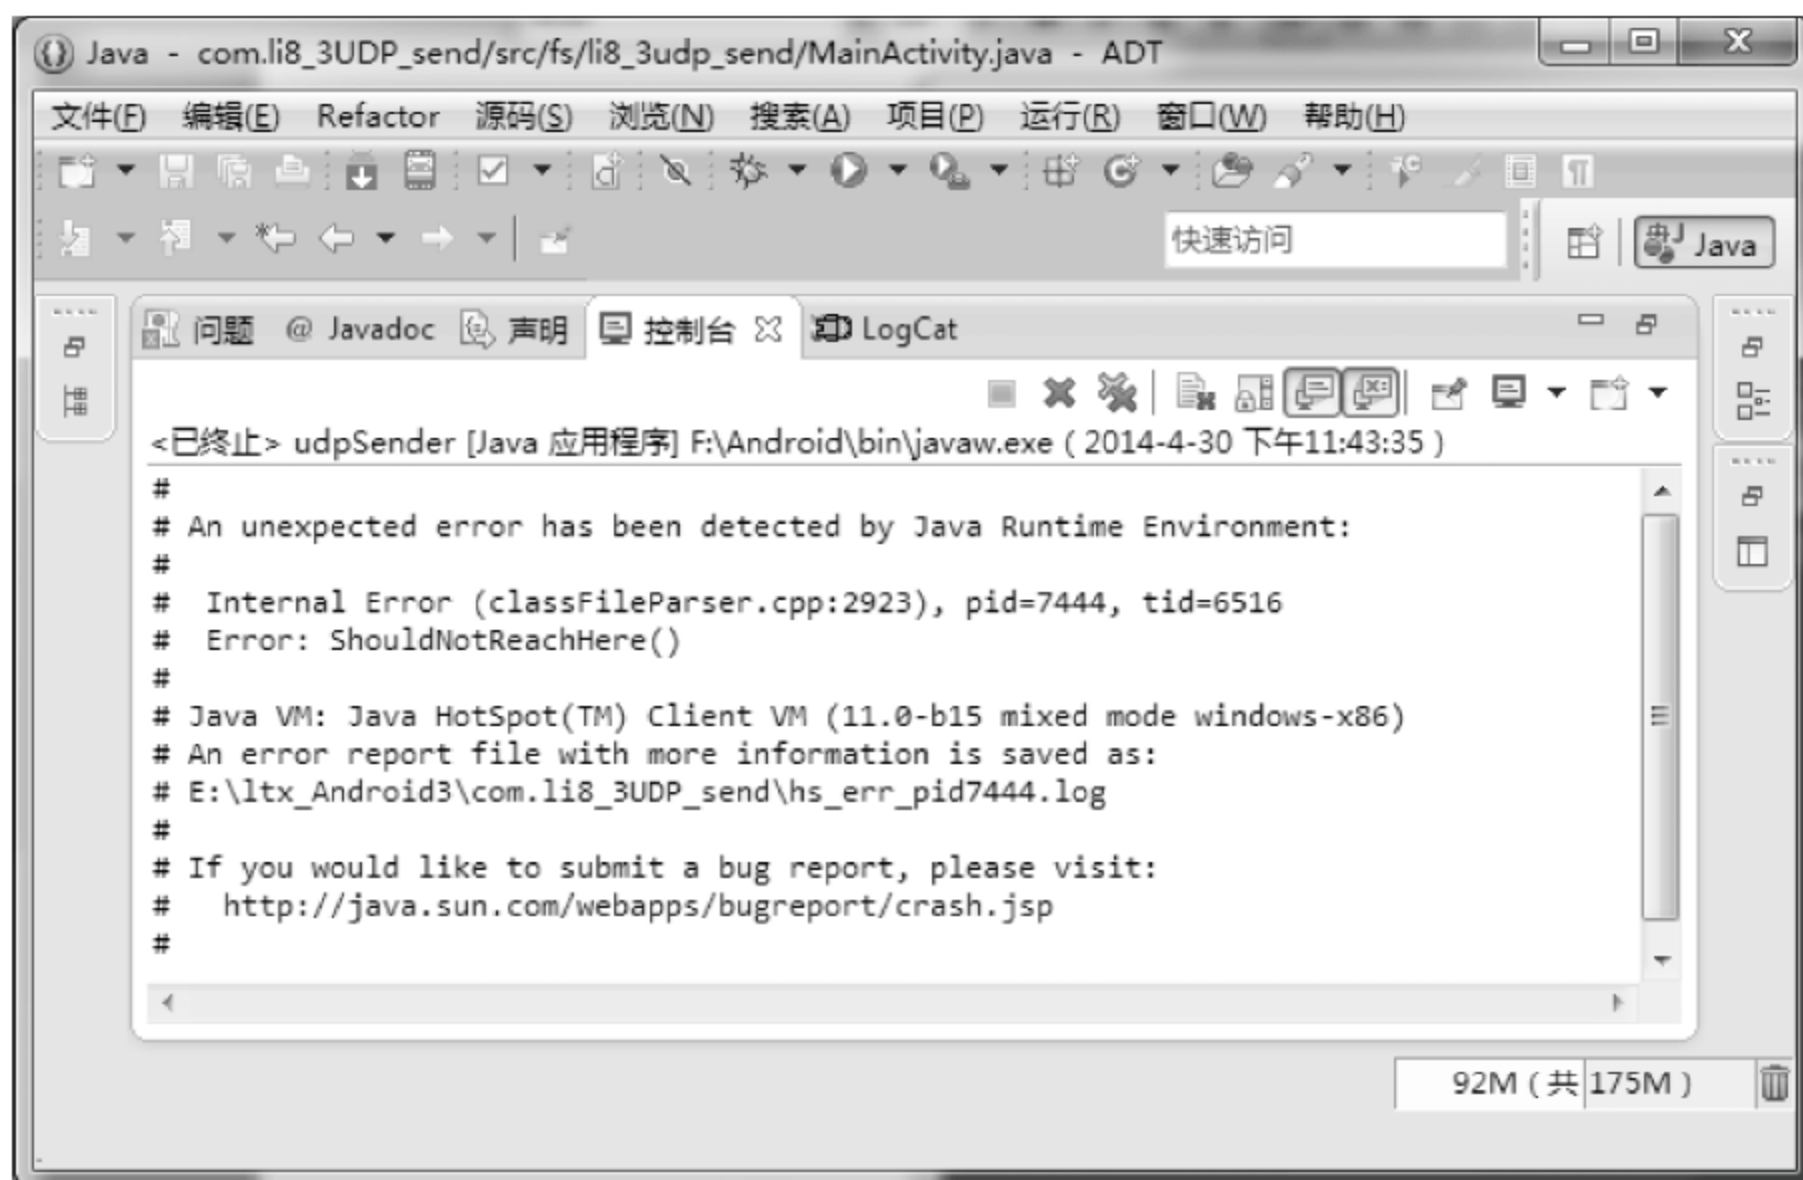 Java - com.li8_3UDP_send/src/fs/li8_3udp_send/MainActivity.java - ADT
文件(F) 编辑(E) Refactor 源码(S) 浏览(N) 搜索(A) 项目(P) 运行(R) 窗口(W) 帮助(H)
快速访问 Java
问题 @ Javadoc 声明 控制台 LogCat
<已终止> udpSender [Java 应用程序] F:\Android\bin\javaw.exe ( 2014-4-30 下午11:43:35 )
#
# An unexpected error has been detected by Java Runtime Environment:
#
#  Internal Error (classFileParser.cpp:2923), pid=7444, tid=6516
#  Error: ShouldNotReachHere()
#
# Java VM: Java HotSpot(TM) Client VM (11.0-b15 mixed mode windows-x86)
# An error report file with more information is saved as:
# E:\ltx_Android3\com.li8_3UDP_send\hs_err_pid7444.log
#
# If you would like to submit a bug report, please visit:
#   http://java.sun.com/webapps/bugreport/crash.jsp
#
92M ( 共 175M )